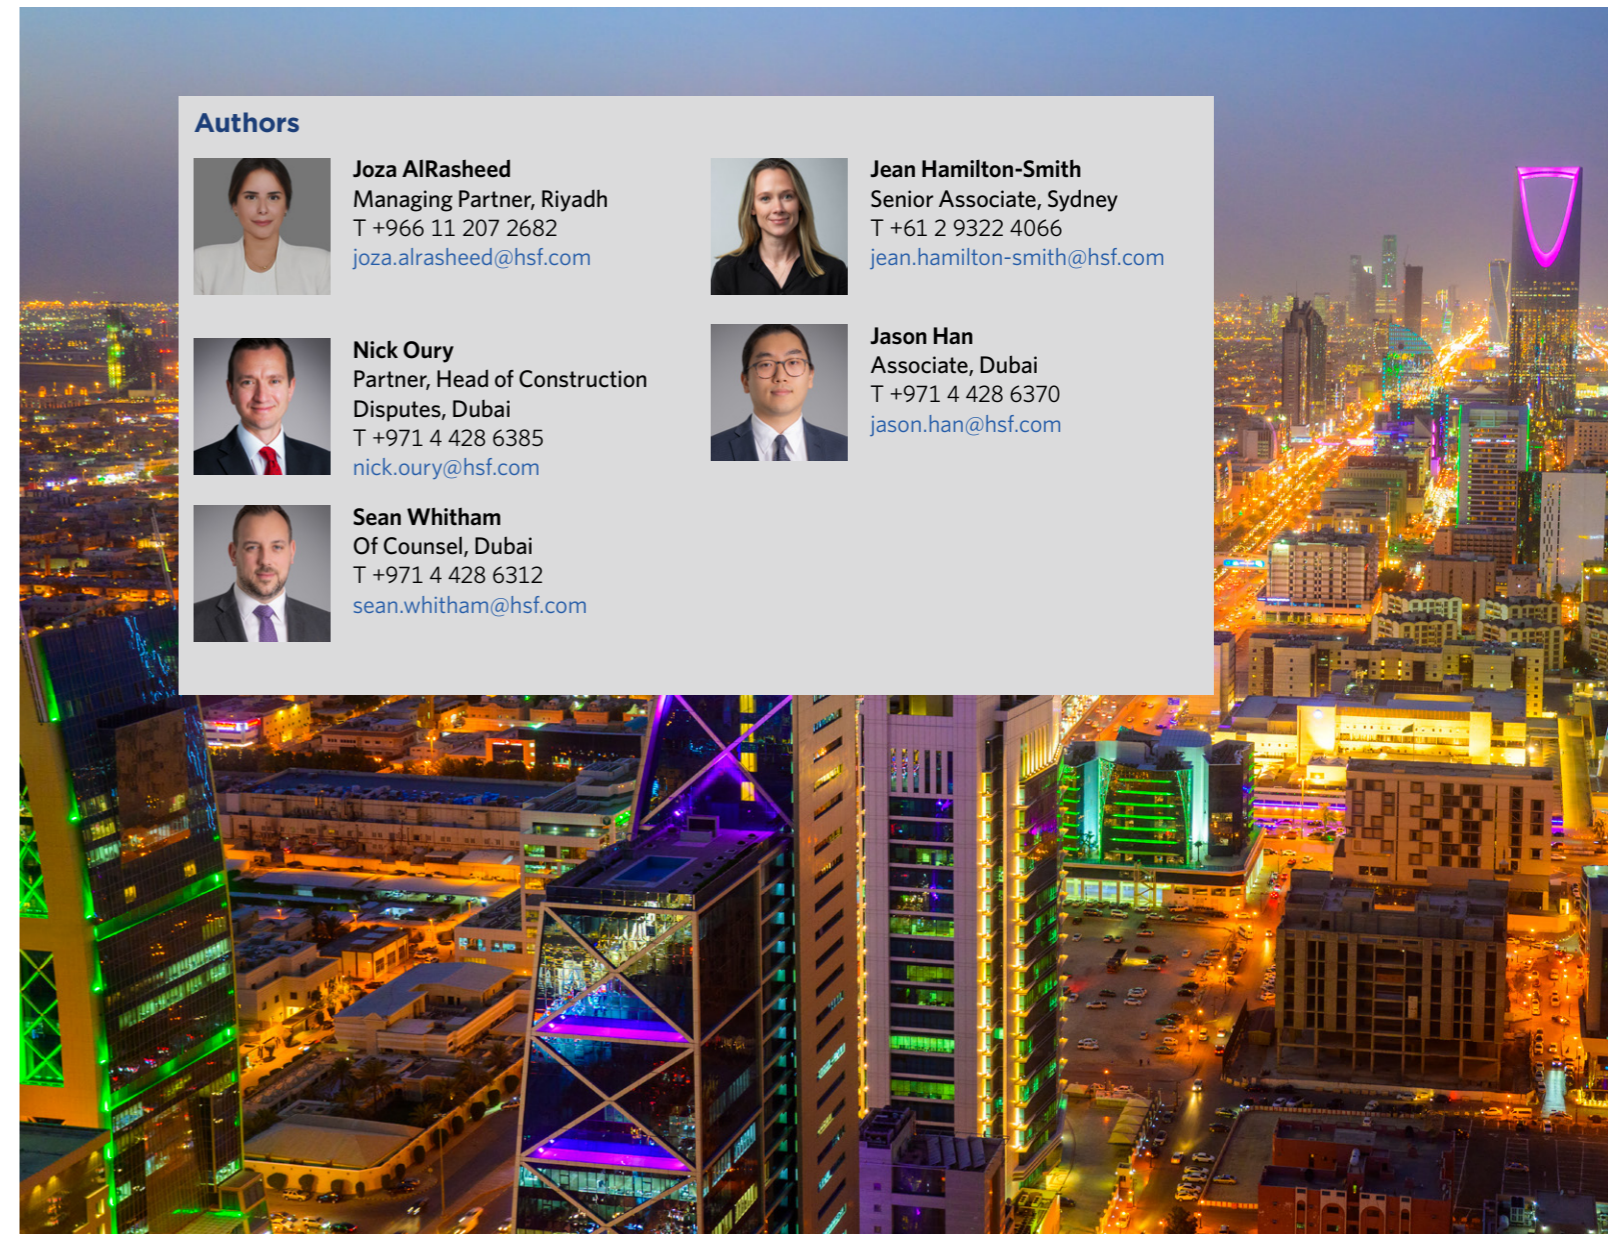 Authors
Joza AlRasheed
Managing Partner, Riyadh
T +966 11 207 2682
joza.alrasheed@hsf.com
Nick Oury
Partner, Head of Construction
Disputes, Dubai
T +971 4 428 6385
nick.oury@hsf.com
Sean Whitham
Of Counsel, Dubai
T +971 4 428 6312
sean.whitham@hsf.com
Jean Hamilton-Smith
Senior Associate, Sydney
T +61 2 9322 4066
jean.hamilton-smith@hsf.com
Jason Han
Associate, Dubai
T +971 4 428 6370
jason.han@hsf.com